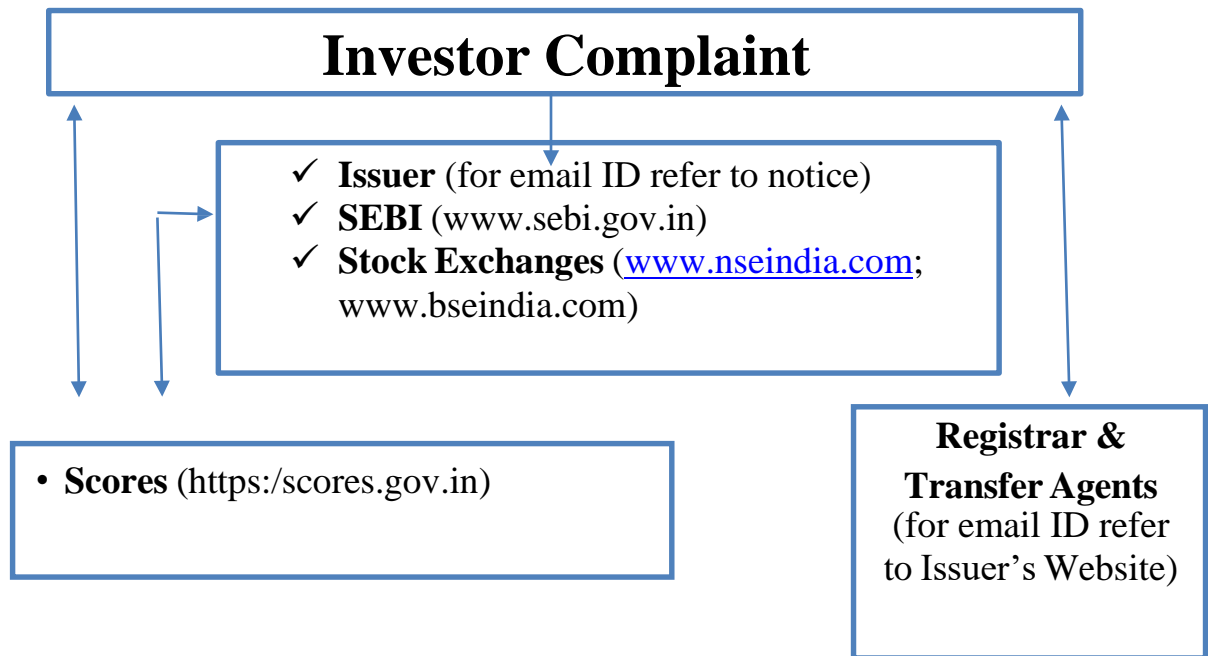 Investor Complaint
✓ Issuer (for email ID refer to notice)
✓ SEBI (www.sebi.gov.in)
✓ Stock Exchanges (www.nseindia.com;
www.bseindia.com)
• Scores (https:/scores.gov.in)
Registrar &
Transfer Agents
(for email ID refer
to Issuer’s Website)